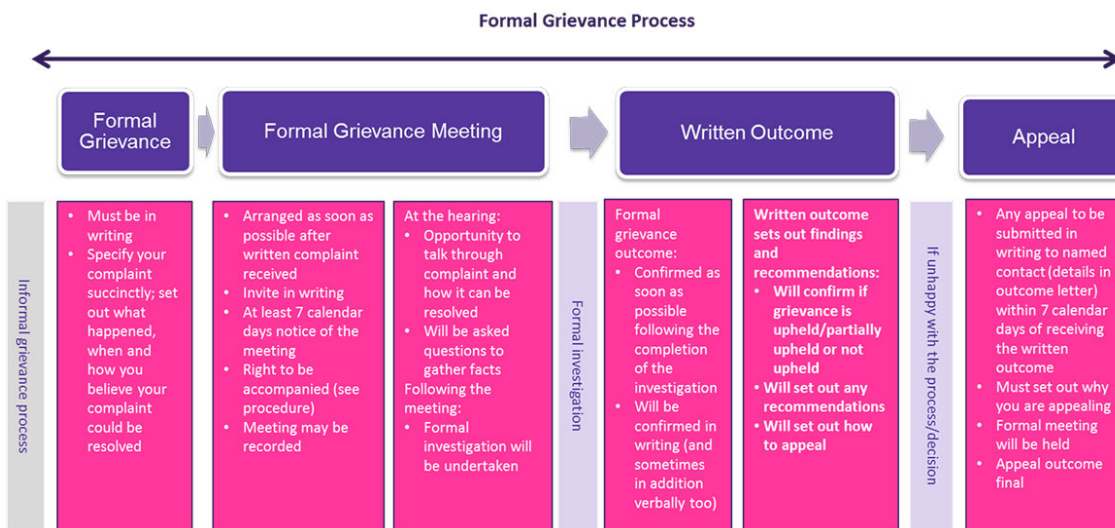 Formal Grievance Process
Formal
Grievance
Formal Grievance Meeting
Written Outcome
Appeal
Informal grievance process
• Must be in
writing
• Specify your
complaint
succinctly; set
out what
happened,
when and
how you
believe your
complaint
could be
resolved
• Arranged as soon as
possible after
written complaint
received
• Invite in writing
• At least 7 calendar
days notice of the
meeting
• Right to be
accompanied (see
procedure)
• Meeting may be
recorded
At the hearing:
• Opportunity to
talk through
complaint and
how it can be
resolved
• Will be asked
questions to
gather facts
Following the
meeting:
• Formal
investigation will
be undertaken
Formal investigation
Formal
grievance
outcome:
• Confirmed as
soon as
possible
following the
completion
of the
investigation
• Will be
confirmed in
writing (and
sometimes
in addition
verbally too)
Written outcome
sets out findings
and
recommendations:
• Will confirm if
grievance is
upheld/partially
upheld or not
upheld
• Will set out any
recommendations
• Will set out how
to appeal
If unhappy with the process/decision
• Any appeal to be
submitted in
writing to named
contact (details in
outcome letter)
within 7 calendar
days of receiving
the written
outcome
• Must set out why
you are appealing
• Formal meeting
will be held
• Appeal outcome
final